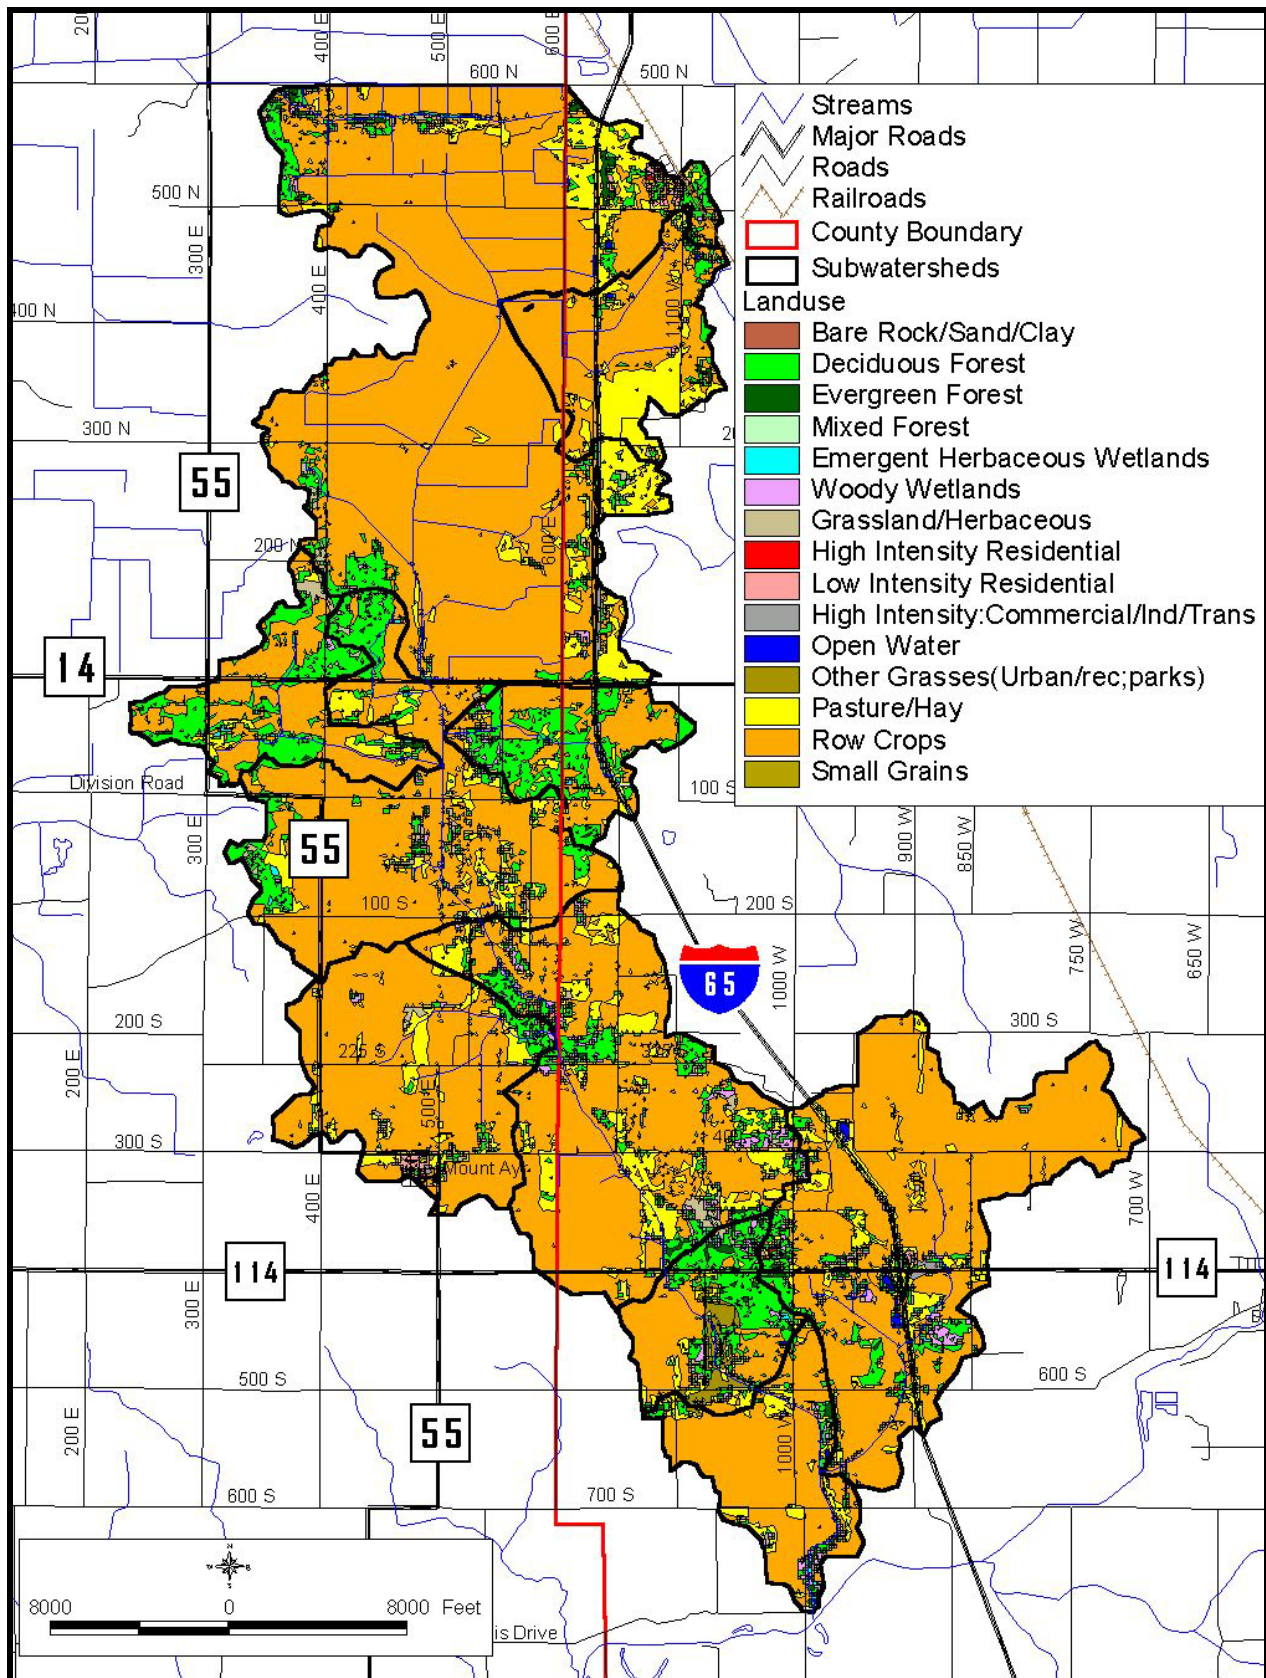 400 E
500 E
600 E
600 N
500 N
Streams
Major Roads
Roads
Railroads
County Boundary
Subwatersheds
Landuse
Bare Rock/Sand/Clay
Deciduous Forest
Evergreen Forest
Mixed Forest
Emergent Herbaceous Wetlands
Woody Wetlands
Grassland/Herbaceous
High Intensity Residential
Low Intensity Residential
High Intensity:Commercial/Ind/Trans
Open Water
Other Grasses(Urban/rec;parks)
Pasture/Hay
Row Crops
Small Grains
500 N
300 E
400 E
1100 W
400 N
300 N
55
200 N
600 E
14
Division Road
100 S
300 E
55
900 W
850 W
100 S
200 S
65
1000 W
750 W
650 W
200 S
225 S
300 S
200 E
500 E
300 S
Mount Ay
400 E
700 W
114
114
300 E
500 S
600 S
200 E
55
1000 W
600 S
700 S
N
S
8000
0
8000 Feet
is Drive